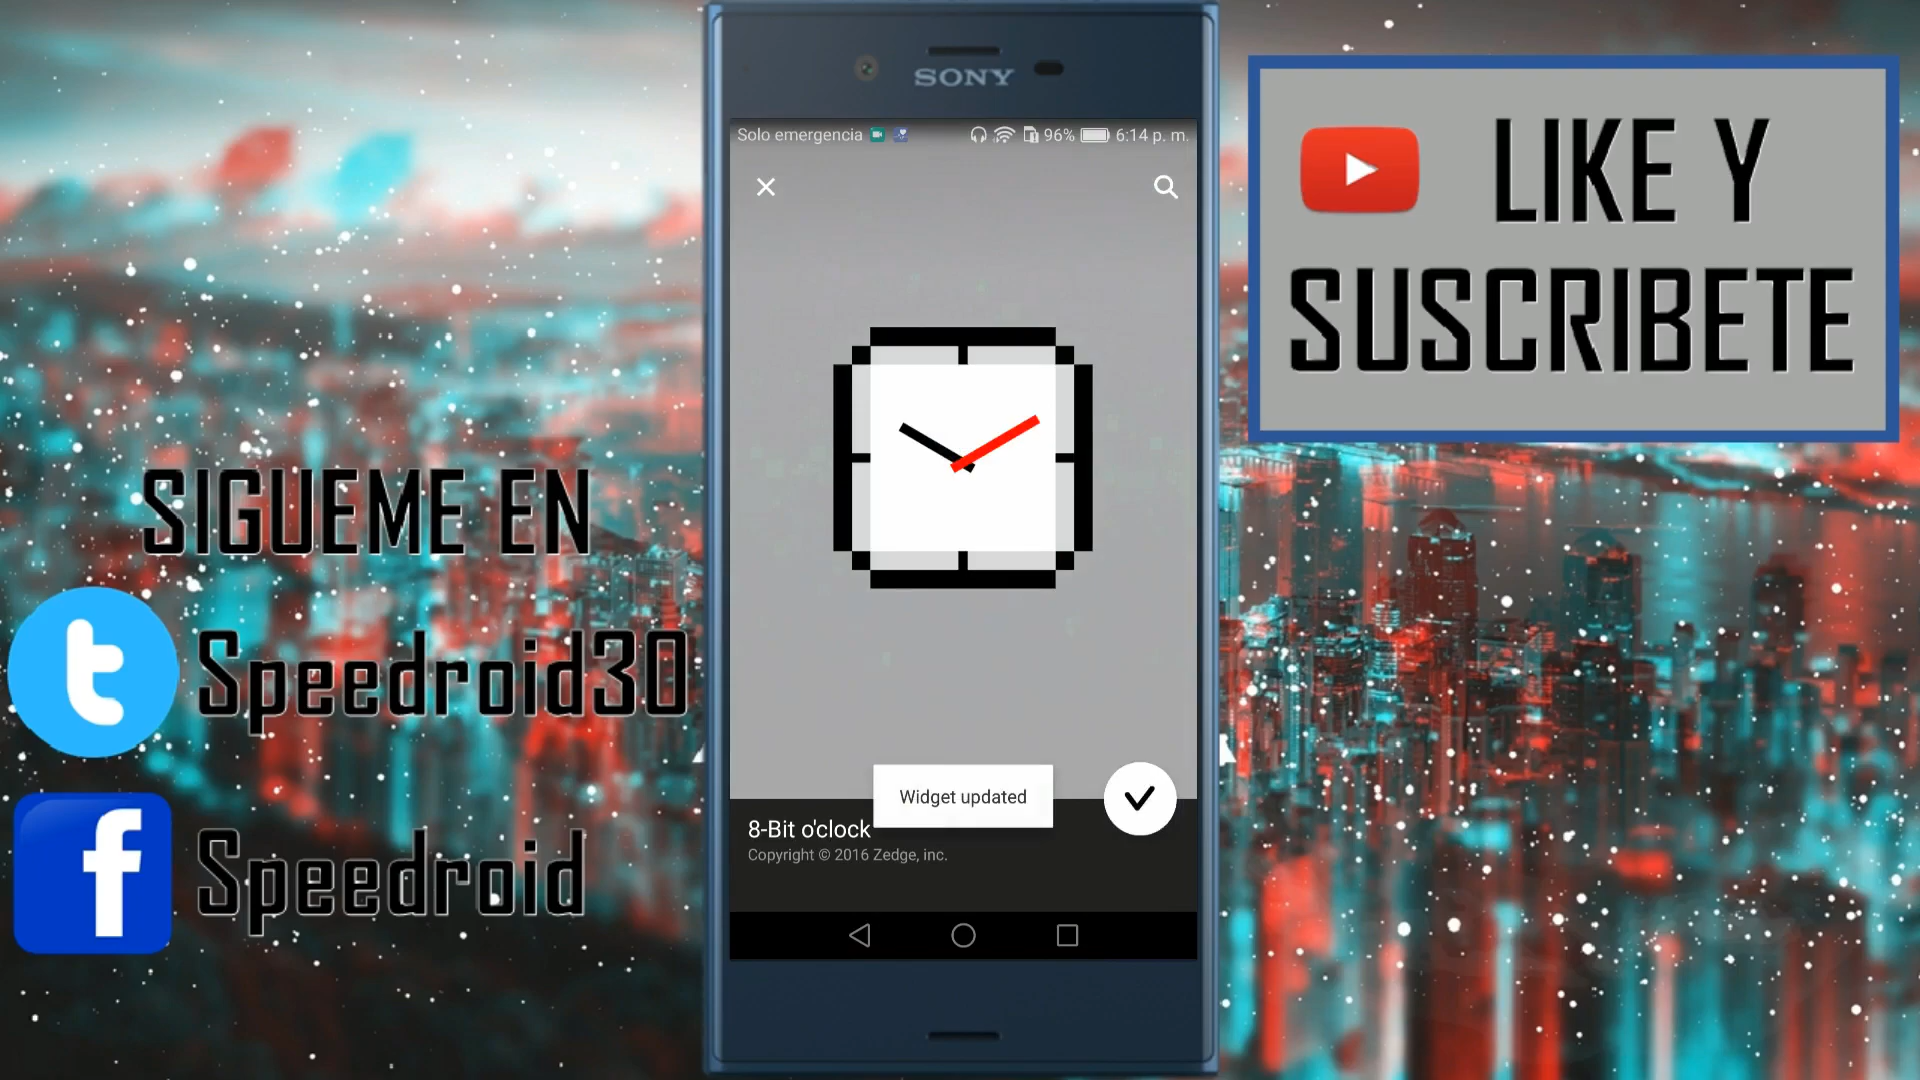 SIGUEME EN
Speedroid30
Speedroid
SONY
Solo emergencia
96% 6:14 p. m.
Widget updated
8-Bit o'clock
Copyright © 2016 Zedge, inc.
LIKE Y
SUSCRIBETE